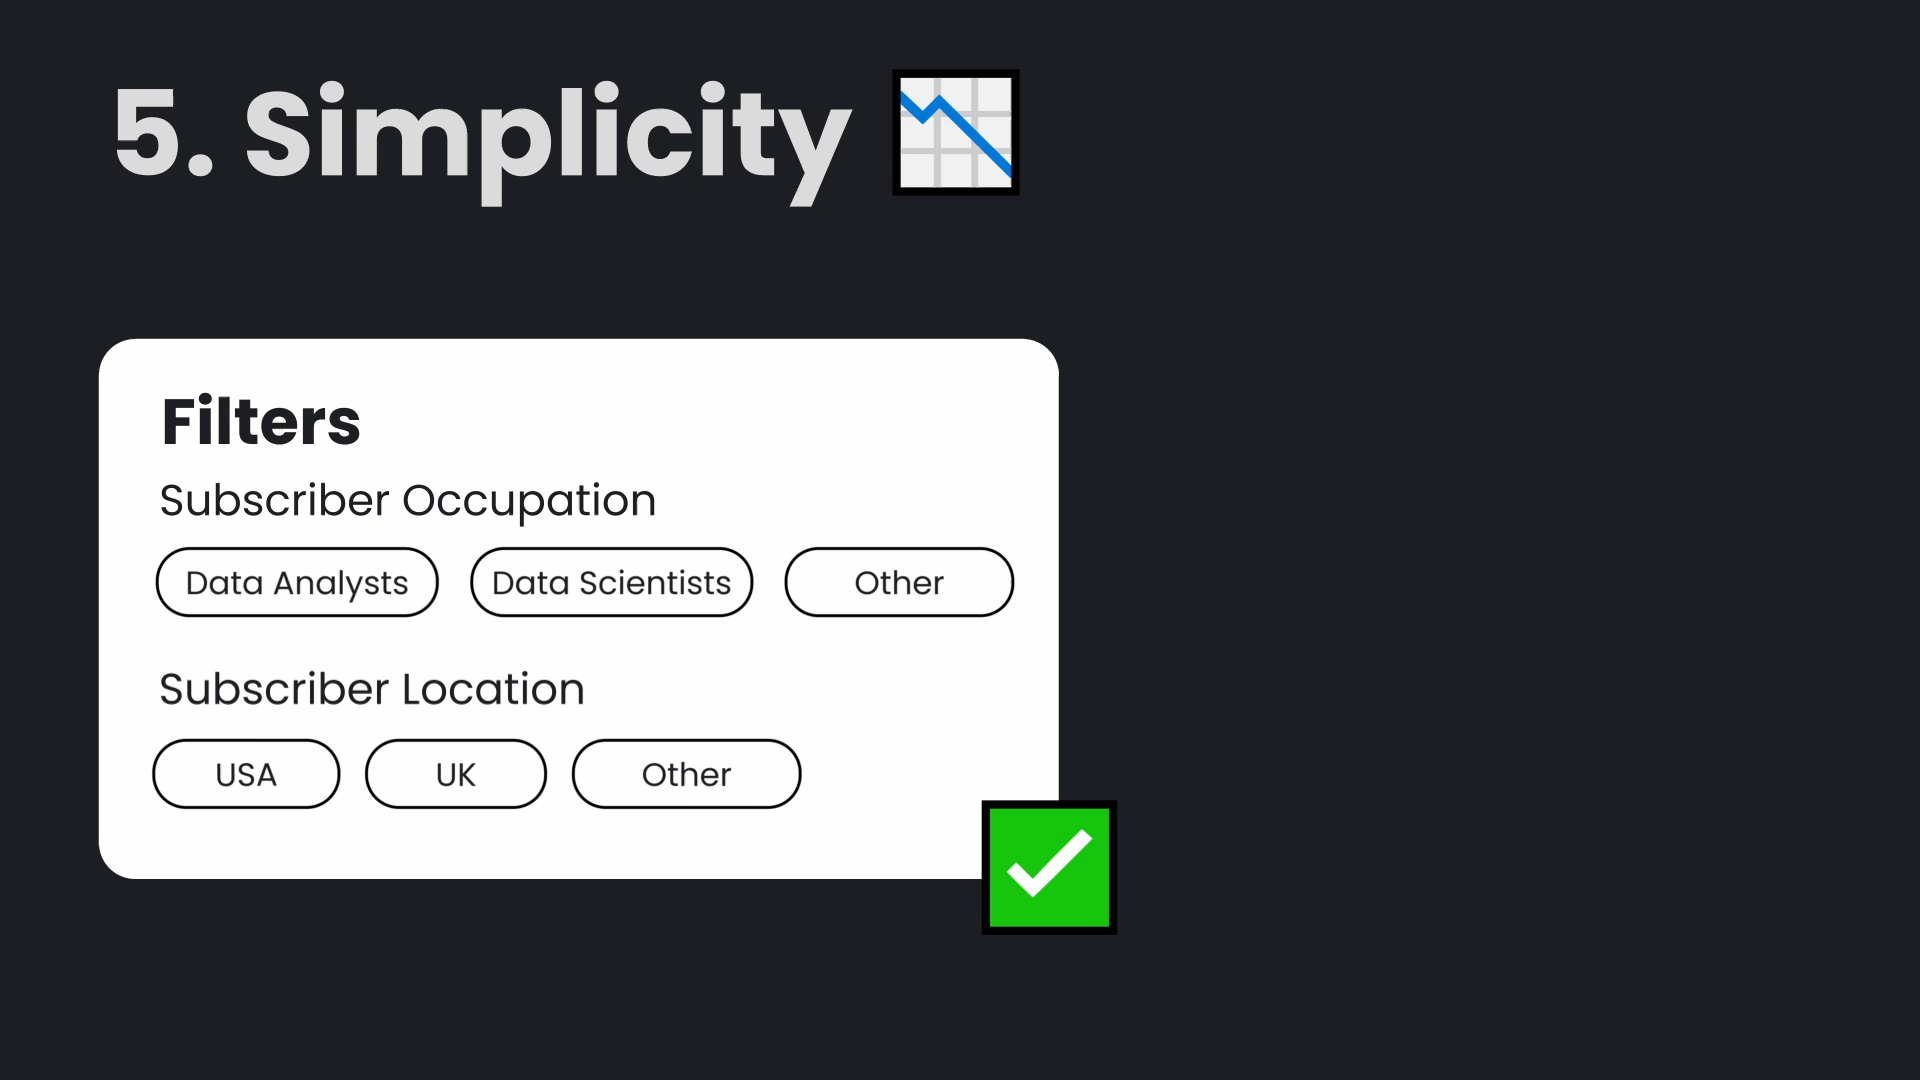 5. Simplicity
Filters
Subscriber Occupation
Data Analysts Data Scientists Other
Subscriber Location
USA UK Other